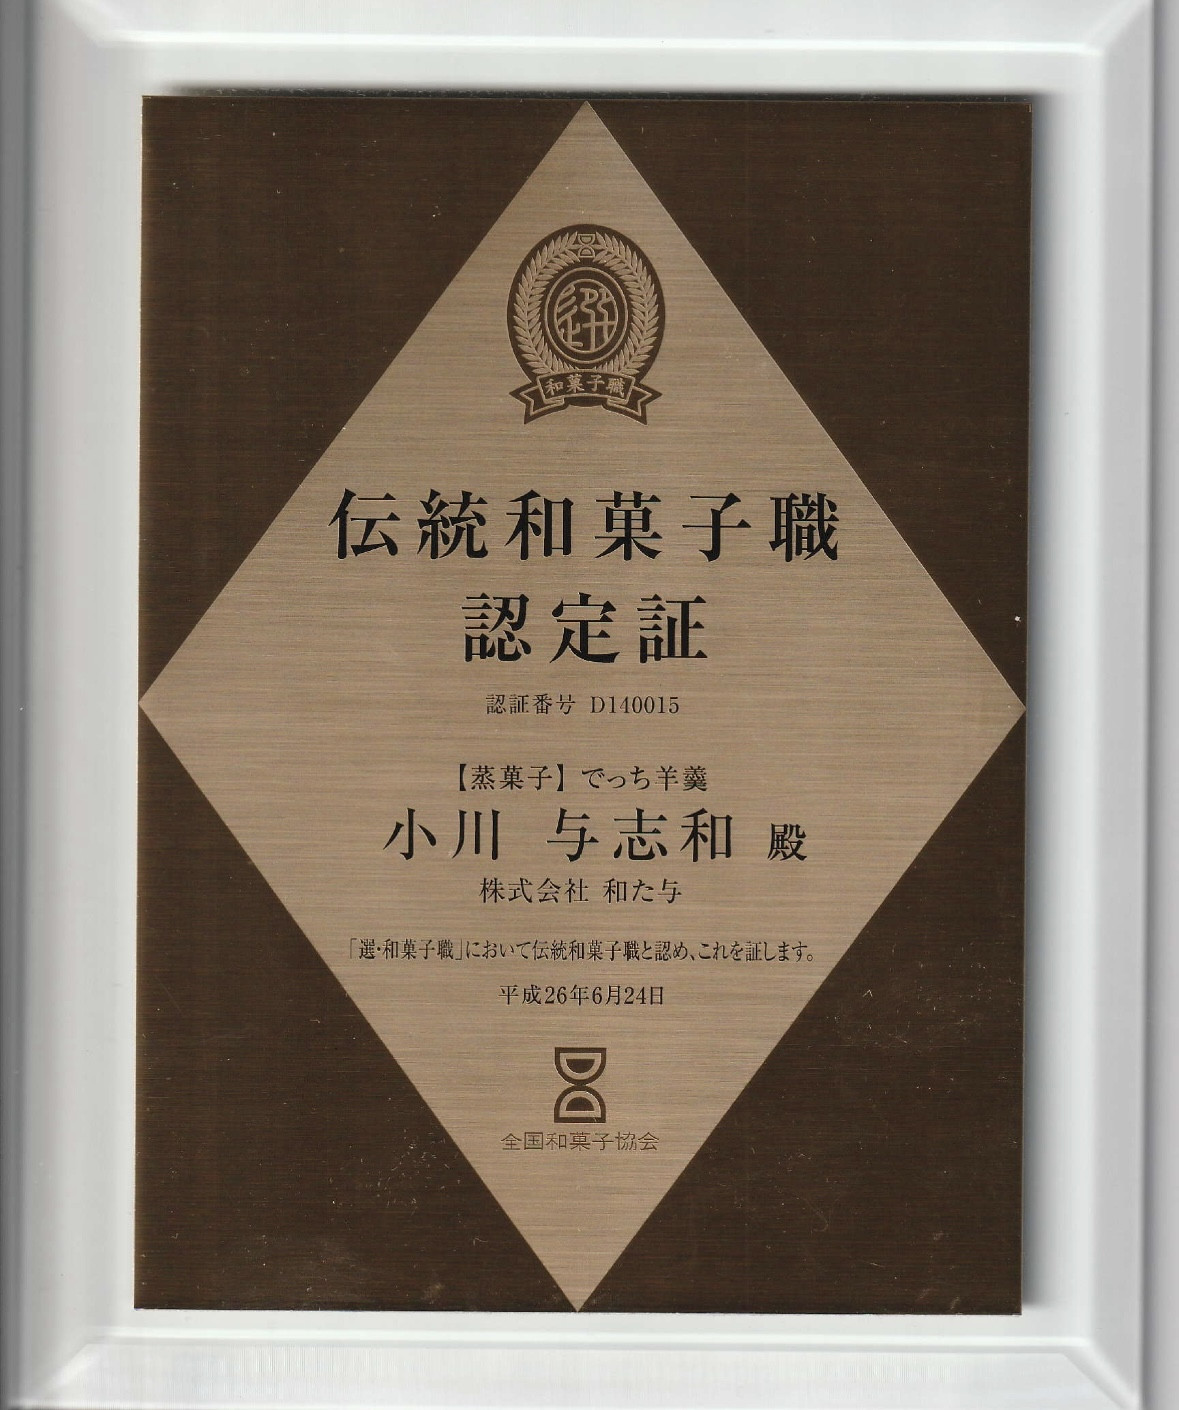 選
和菓子職
伝統和菓子職
認定証
認証番号 D140015
【蒸菓子】でっち羊羹
小川 与志和 殿
株式会社 和た与
「選・和菓子職」において伝統和菓子職と認め、これを証します。
平成26年6月24日
全国和菓子協会